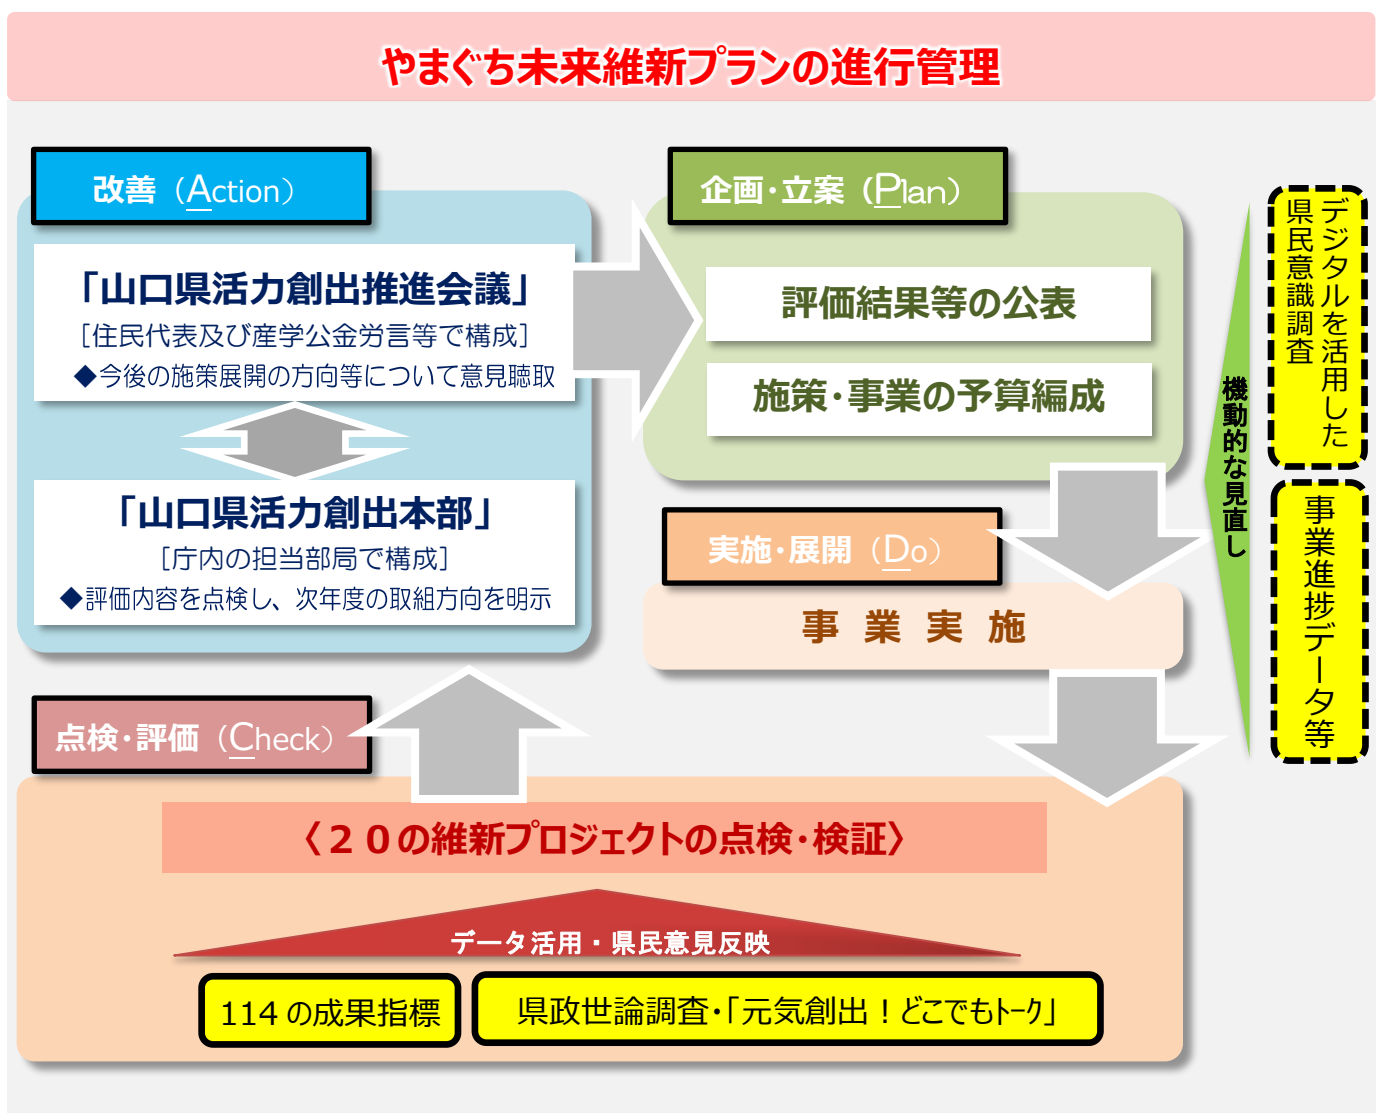 やまぐち未来維新プランの進行管理
改善（Action）
「山口県活力創出推進会議」
［住民代表及び産学公金労言等で構成］
◆今後の施策展開の方向等について意見聴取
「山口県活力創出本部」
［庁内の担当部局で構成］
◆評価内容を点検し、次年度の取組方向を明示
企画・立案（Plan）
評価結果等の公表
施策・事業の予算編成
実施・展開（Do）
事業実施
点検・評価（Check）
〈２０の維新プロジェクトの点検・検証〉
データ活用・県民意見反映
114の成果指標
県政世論調査・「元気創出！どこでもトーク」
機動的な見直し
デジタルを活用した
県民意識調査
事業進捗データ等